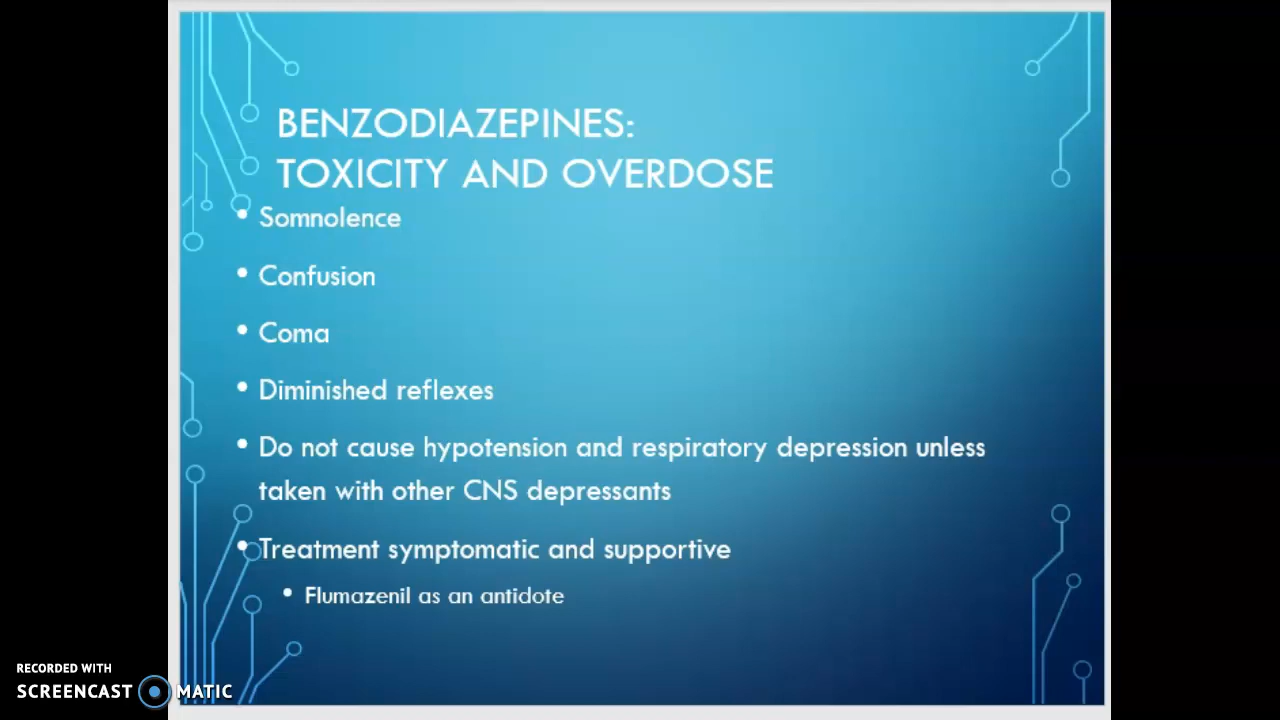 BENZODIAZEPINES:
TOXICITY AND OVERDOSE
• Somnolence
• Confusion
• Coma
• Diminished reflexes
• Do not cause hypotension and respiratory depression unless
taken with other CNS depressants
• Treatment symptomatic and supportive
• Flumazenil as an antidote
RECORDED WITH
SCREENCAST MATIC